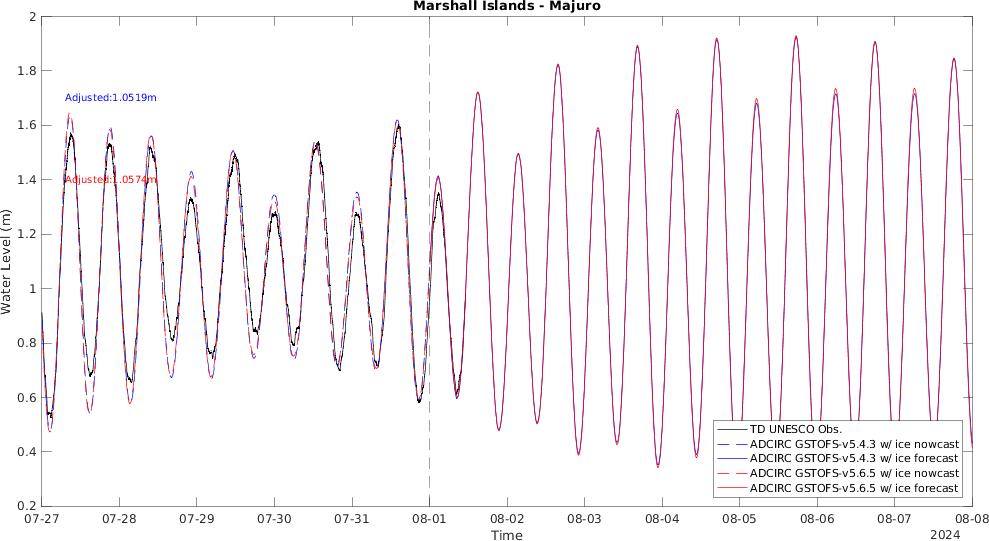 Marshall Islands - Majuro
2
1.8
1.6
1.4
1.2
1
0.8
0.6
0.4
0.2
Water Level (m)
Adjusted:1.0519m
Adjusted:1.0574m
TD UNESCO Obs.
ADCIRC GSTOFS-v5.4.3 w/ ice nowcast
ADCIRC GSTOFS-v5.4.3 w/ ice forecast
ADCIRC GSTOFS-v5.6.5 w/ ice nowcast
ADCIRC GSTOFS-v5.6.5 w/ ice forecast
07-27 07-28 07-29 07-30 07-31 08-01 08-02 08-03 08-04 08-05 08-06 08-07 08-08
Time
2024